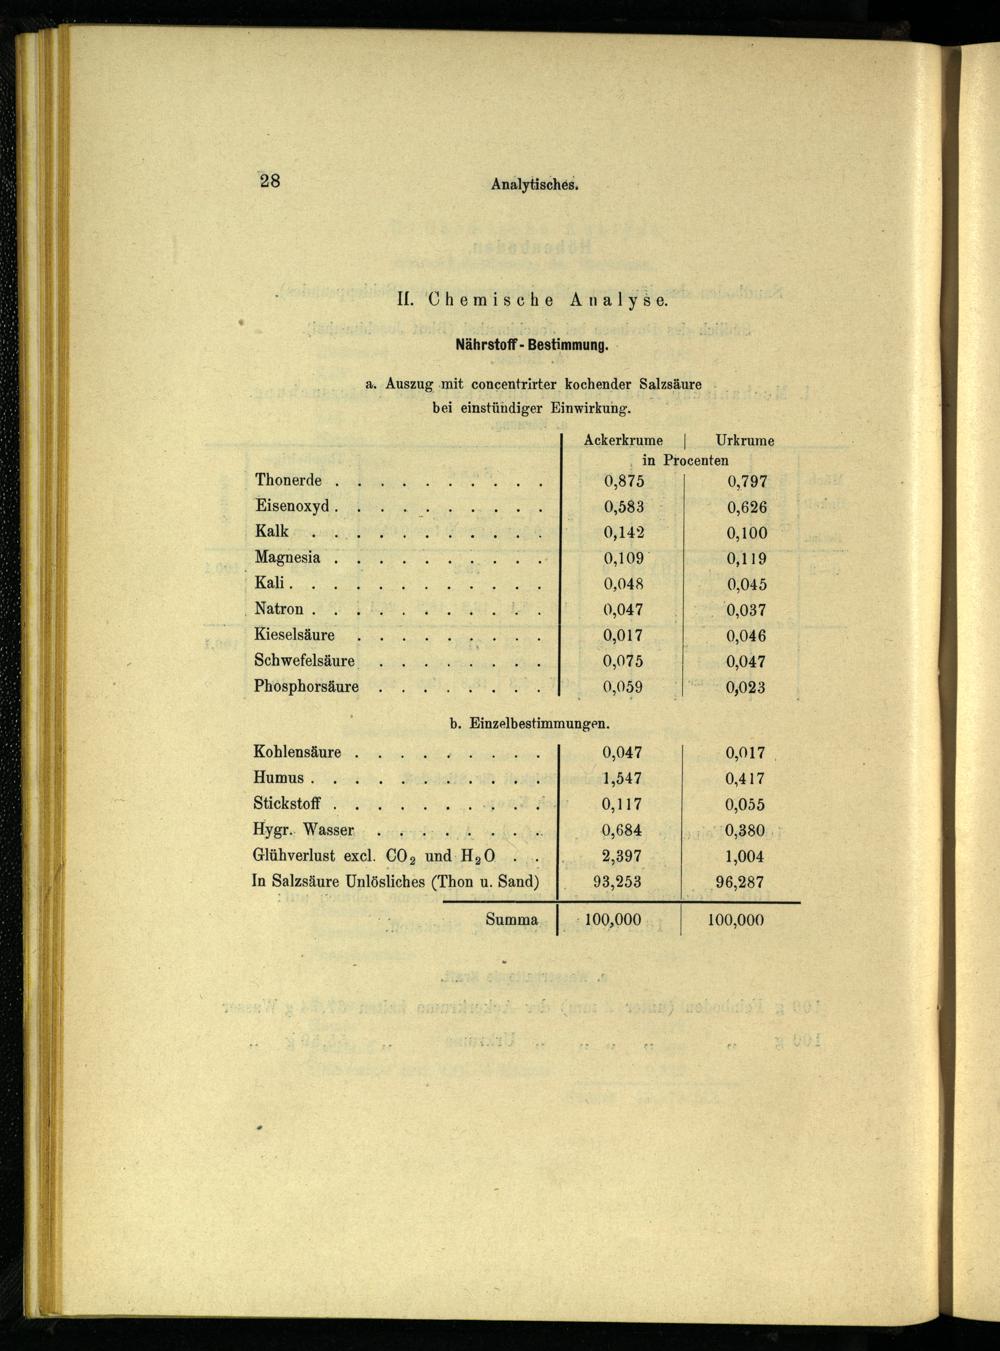 28
Analytisches.
II. Chemische Analyse.
Nährstoff-Bestimmung.
a. Auszug mit concentrirter kochender Salzsäure
bei einstündiger Einwirkung.
Ackerkrume | Urkrume
in Procenten
Thonerde . . . . . . . . . . 0,875 0,797
Eisenoxyd . . . . . . . . . . 0,583 0,626
Kalk . . . . . . . . . . . 0,142 0,100
Magnesia . . . . . . . . . . 0,109 0,119
Kali . . . . . . . . . . . . 0,048 0,045
Natron . . . . . . . . . . . 0,047 0,037
Kieselsäure . . . . . . . . . 0,017 0,046
Schwefelsäure . . . . . . . . 0,075 0,047
Phosphorsäure . . . . . . . . 0,059 0,023
b. Einzelbestimmungen.
Kohlensäure . . . . . . . . . 0,047 0,017
Humus . . . . . . . . . . . 1,547 0,417
Stickstoff . . . . . . . . . . 0,117 0,055
Hygr. Wasser . . . . . . . . 0,684 0,380
Glühverlust excl. CO₂ und H₂O . . 2,397 1,004
In Salzsäure Unlösliches (Thon u. Sand) 93,253 96,287
Summa 100,000 100,000